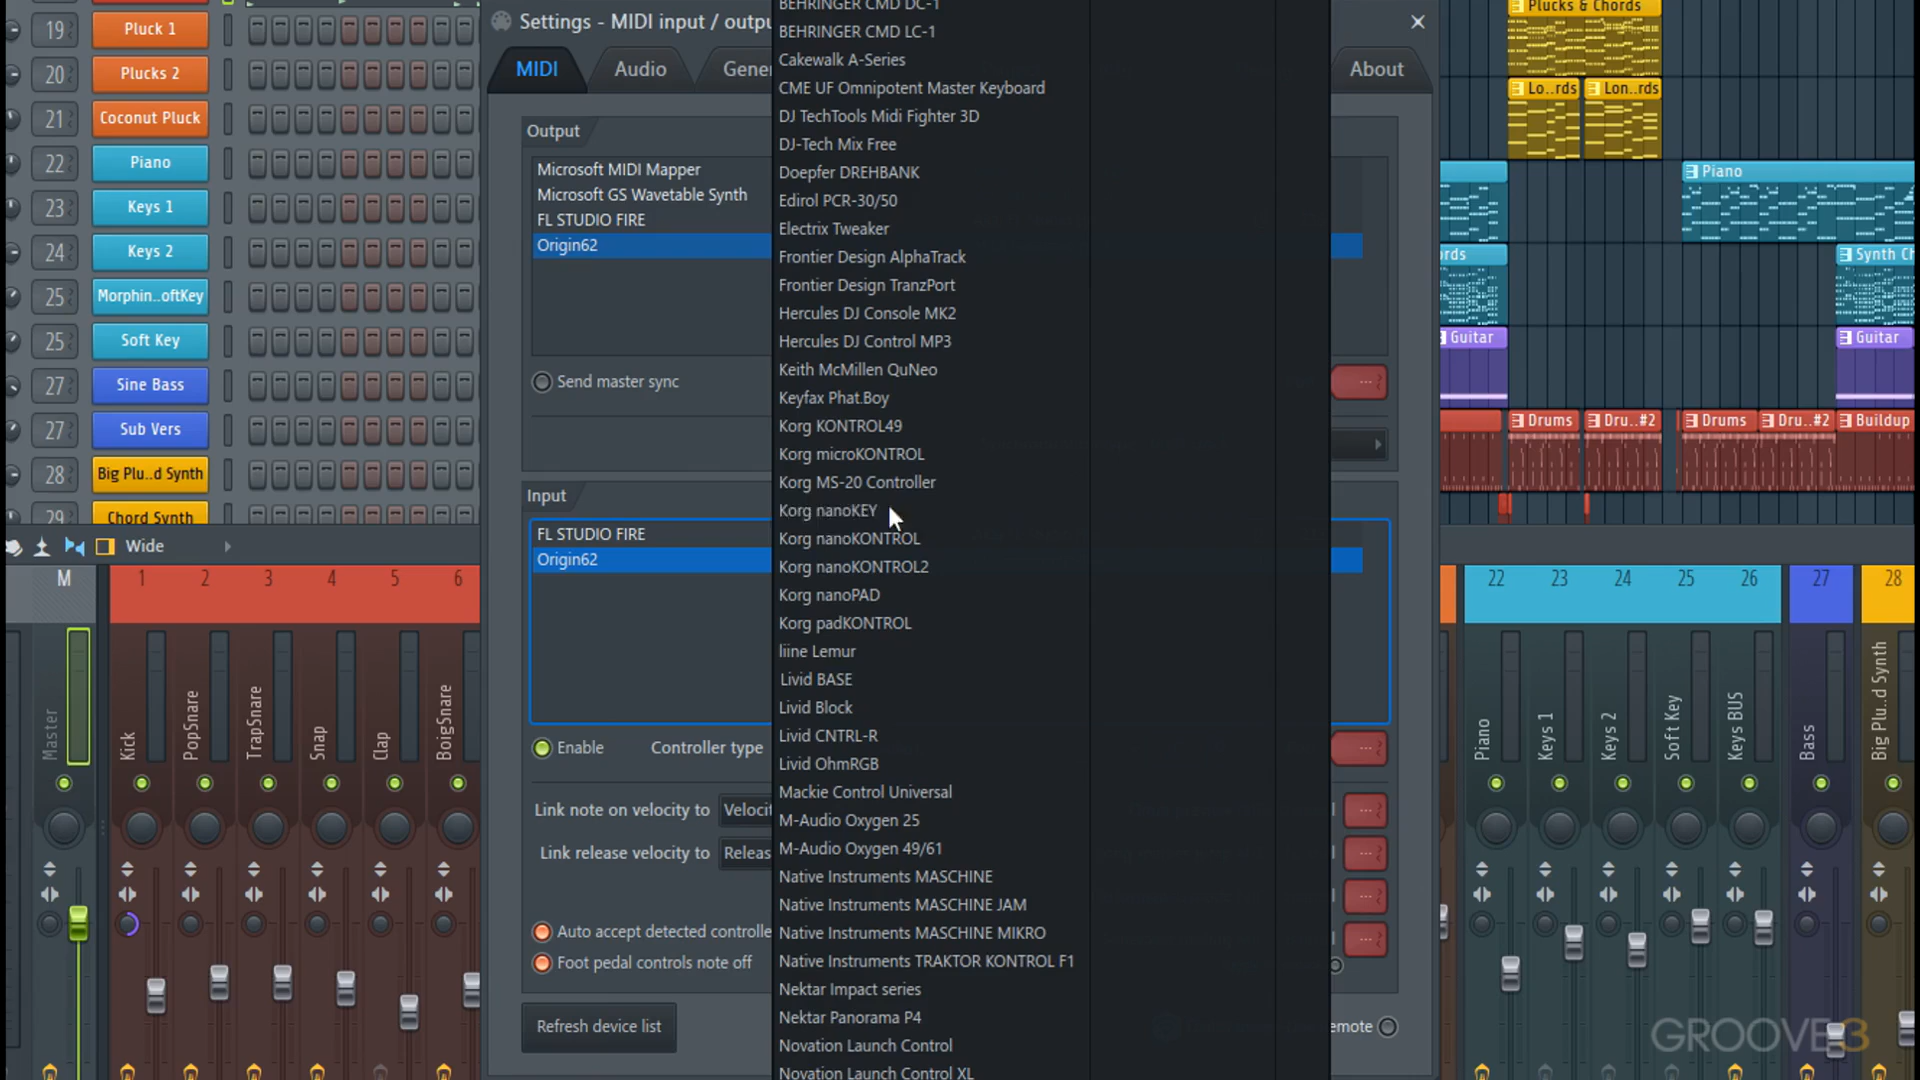 19 Pluck 1
20 Plucks 2
21 Coconut Pluck
22 Piano
23 Keys 1
24 Keys 2
25 Morphin..oftKey
25 Soft Key
27 Sine Bass
27 Sub Vers
28 Big Plu..d Synth
29 Chord Synth
Wide
M 1 2 3 4 5 6
Master
Kick
PopSnare
TrapSnare
Snap
Clap
BoigSnare
Settings - MIDI input / outpu
MIDI
Audio
Gener
About
Output
Microsoft MIDI Mapper
Microsoft GS Wavetable Synth
FL STUDIO FIRE
Origin62
Send master sync
Input
FL STUDIO FIRE
Origin62
Enable
Controller type
Link note on velocity to
Velocit
Link release velocity to
Releas
Auto accept detected controlle
Foot pedal controls note off
Refresh device list
emote
BEHRINGER CMD DC-1
BEHRINGER CMD LC-1
Cakewalk A-Series
CME UF Omnipotent Master Keyboard
DJ TechTools Midi Fighter 3D
DJ-Tech Mix Free
Doepfer DREHBANK
Edirol PCR-30/50
Electrix Tweaker
Frontier Design AlphaTrack
Frontier Design TranzPort
Hercules DJ Console MK2
Hercules DJ Control MP3
Keith McMillen QuNeo
Keyfax Phat.Boy
Korg KONTROL49
Korg microKONTROL
Korg MS-20 Controller
Korg nanoKEY
Korg nanoKONTROL
Korg nanoKONTROL2
Korg nanoPAD
Korg padKONTROL
liine Lemur
Livid BASE
Livid Block
Livid CNTRL-R
Livid OhmRGB
Mackie Control Universal
M-Audio Oxygen 25
M-Audio Oxygen 49/61
Native Instruments MASCHINE
Native Instruments MASCHINE JAM
Native Instruments MASCHINE MIKRO
Native Instruments TRAKTOR KONTROL F1
Nektar Impact series
Nektar Panorama P4
Novation Launch Control
Novation Launch Control XL
Plucks & Chords
Lo..rds Lon..rds
Piano
ords Synth Ch
Guitar Guitar
Drums Dru..#2 Drums Dru..#2 Buildup
22 23 24 25 26 27 28
Piano
Keys 1
Keys 2
Soft Key
Keys BUS
Bass
Big Plu..d Synth
GROOVE3